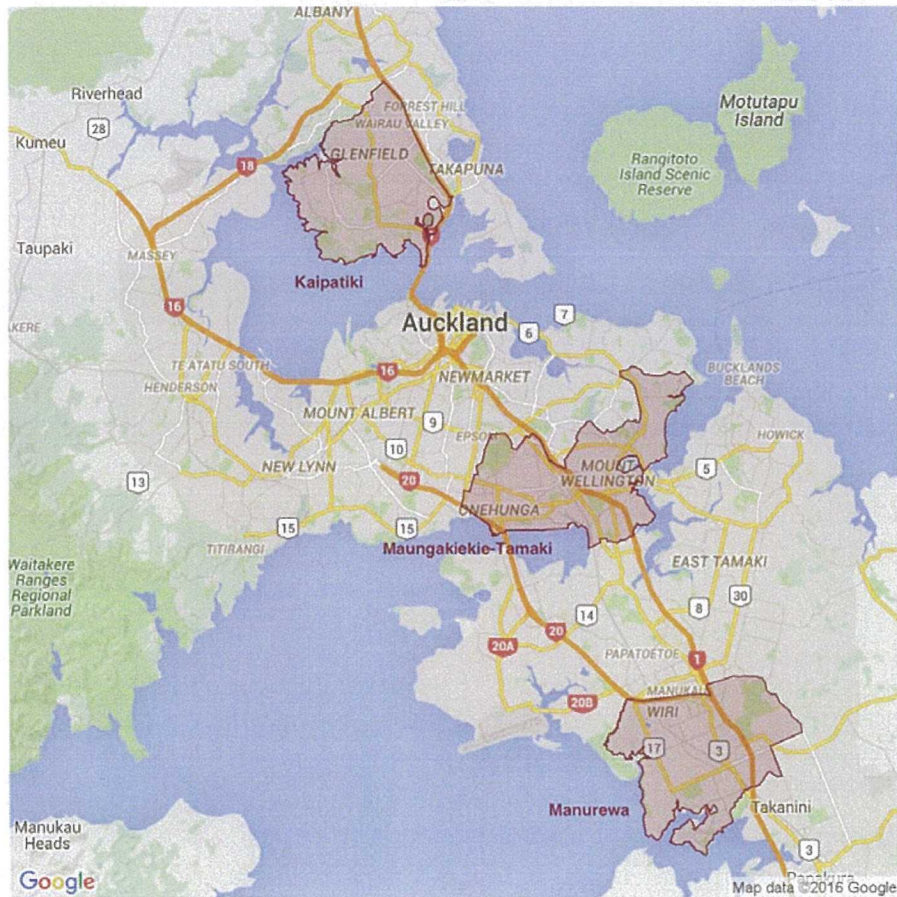 ALBANY
Riverhead
28
Kumeu
FORREST HILL
WAIRAU VALLEY
Motutapu
Island
GLENFIELD
18
TAKAPUNA
Rangitoto
Island Scenic
Reserve
Taupaki
MASSEY
Kaipatiki
16
Auckland
7
6
AKERE
TE ATATU SOUTH
16
HENDERSON
NEWMARKET
BUCKLANDS
BEACH
MOUNT ALBERT
9
EPSOM
HOWICK
10
NEW LYNN
MOUNT
WELLINGTON
5
13
20
ONEHUNGA
15
15
TITIRANGI
Maungakiekie-Tamaki
EAST TAMAKI
Waitakere
Ranges
Regional
Parkland
30
8
14
20
20A
PAPATOETOE
1
MANUKAU
20B
WIRI
17
3
Manurewa
Takanini
Manukau
Heads
3
Papakura
Google
Map data ©2016 Google